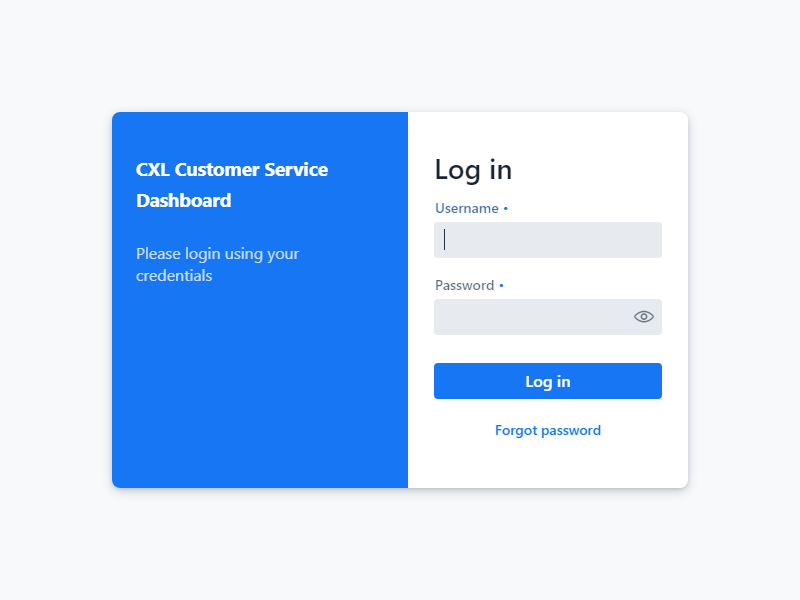 CXL Customer Service
Dashboard
Please login using your
credentials
Log in
Username •
Password •
Log in
Forgot password